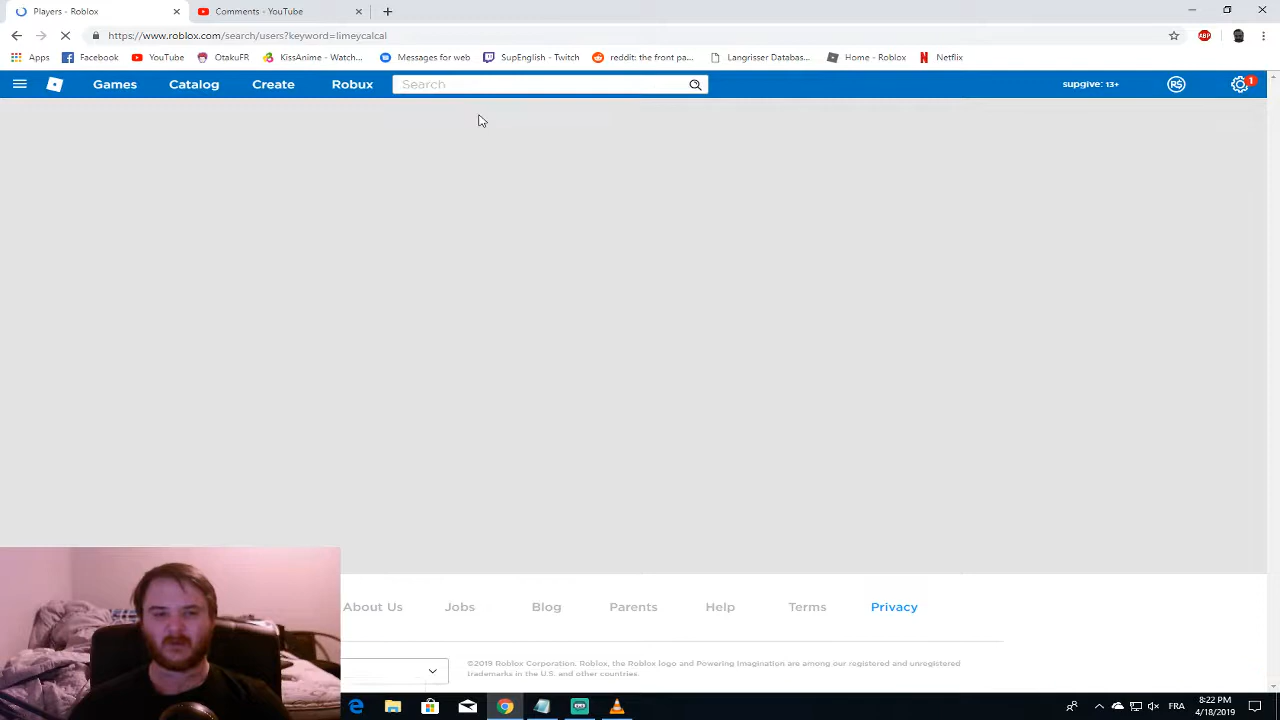 Players - Roblox
Comments - YouTube
https://www.roblox.com/search/users?keyword=limeycalcal
ABP
Apps
Facebook
YouTube
OtakuFR
KissAnime - Watch...
Messages for web
SupEnglish - Twitch
reddit: the front pa...
Langrisser Databas...
Home - Roblox
Netflix
Games
Catalog
Create
Robux
Search
supgive: 13+
R$
1
About Us
Jobs
Blog
Parents
Help
Terms
Privacy
©2019 Roblox Corporation. Roblox, the Roblox logo and Powering Imagination are among our registered and unregistered
trademarks in the U.S. and other countries.
FRA
8:22 PM
4/18/2019